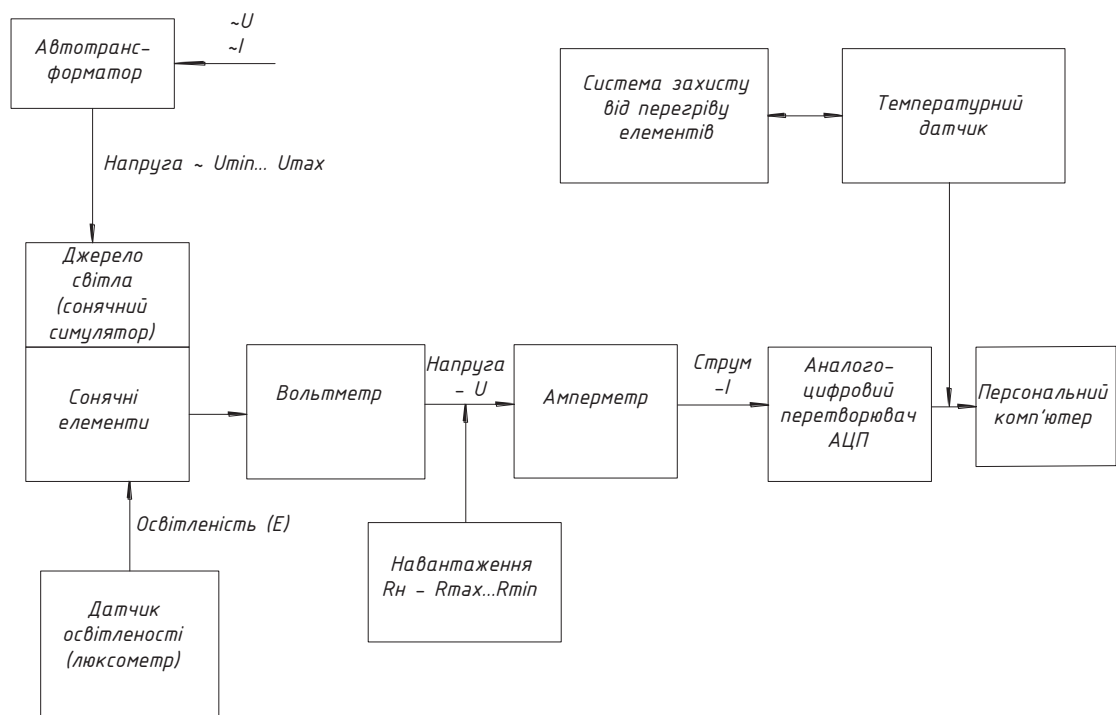 Автотранс-
форматор
~U
~I
Система захисту
від перегріву
елементів
Температурний
датчик
Напруга ~ Umin... Umax
Джерело
світла
(сонячний
симулятор)
Сонячні
елементи
Вольтметр
Напруга
- U
Амперметр
Струм
-I
Аналого-
цифровий
перетворювач
АЦП
Персональний
комп'ютер
Освітленість (Е)
Навантаження
Rн - Rmax...Rmin
Датчик
освітленості
(люксометр)